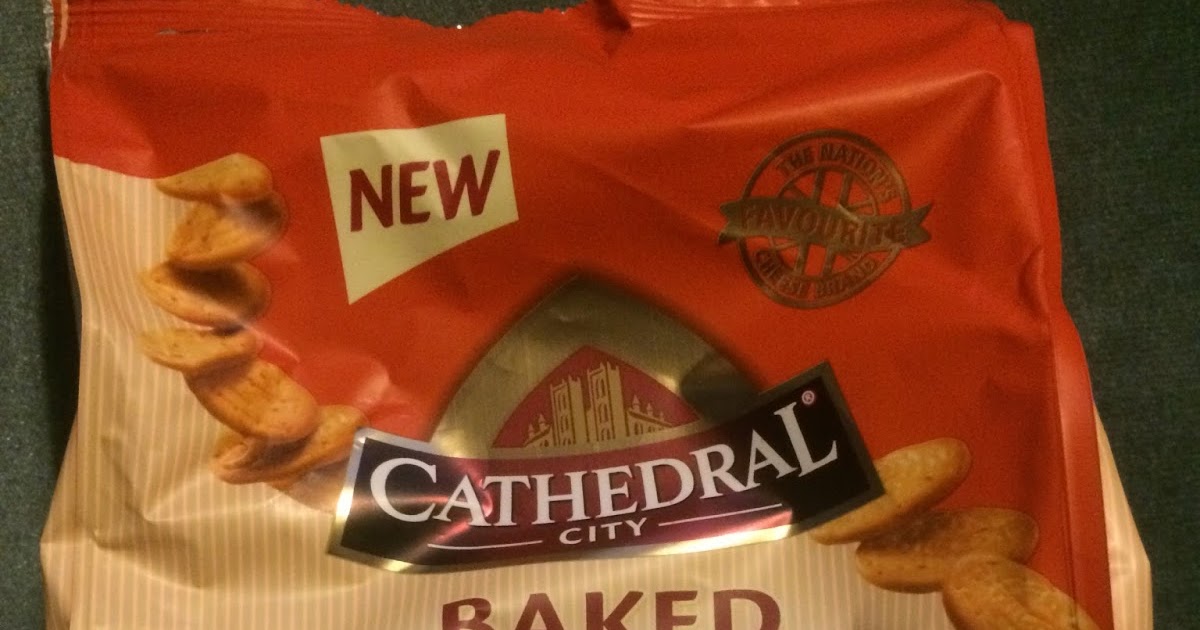 NEW
THE NATION'S
FAVOURITE
CHEESE BRAND
CATHEDRAL®
CITY
BAKED